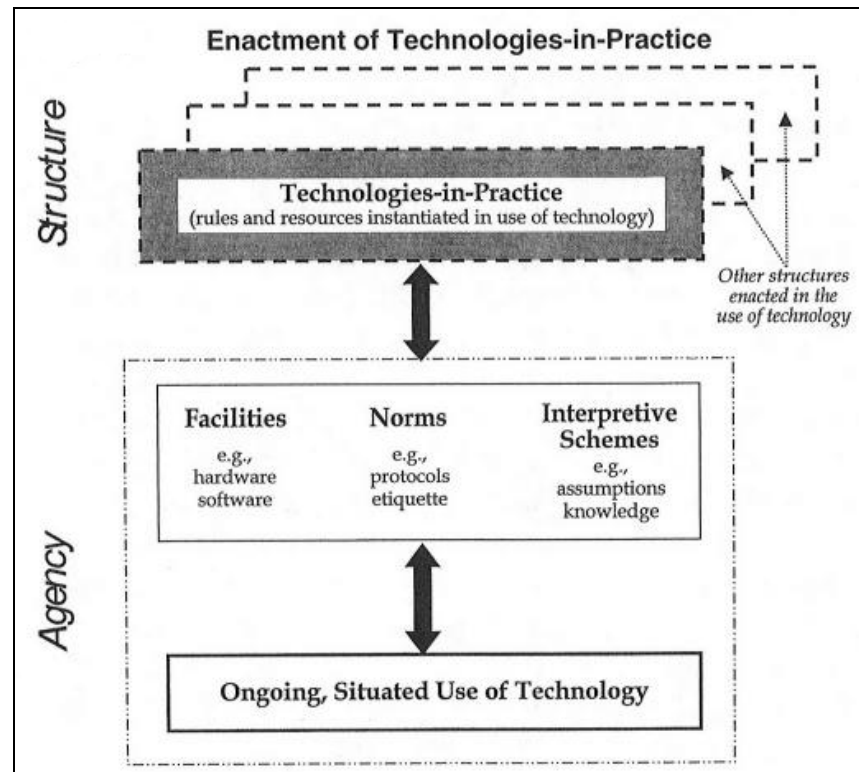 Enactment of Technologies-in-Practice
Structure
Technologies-in-Practice
(rules and resources instantiated in use of technology)
Other structures
enacted in the
use of technology
Agency
Facilities
e.g.,
hardware
software
Norms
e.g.,
protocols
etiquette
Interpretive
Schemes
e.g.,
assumptions
knowledge
Ongoing, Situated Use of Technology